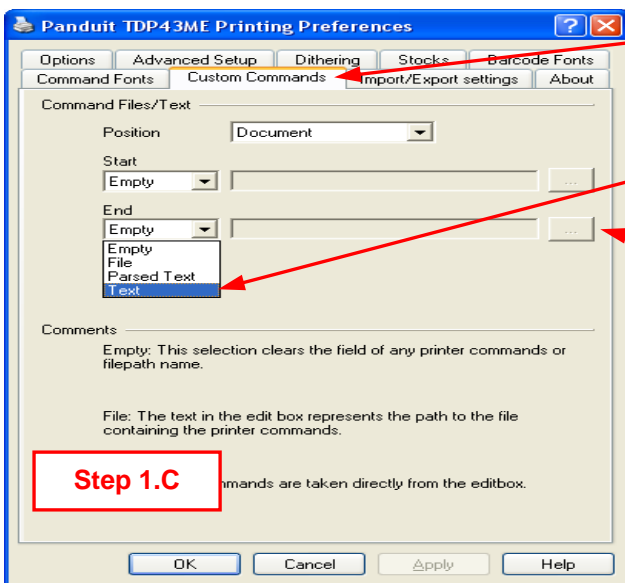 Panduit TDP43ME Printing Preferences
Options Advanced Setup Dithering Stocks Barcode Fonts
Command Fonts Custom Commands Import/Export settings About
Command Files/Text
Position Document
Start
Empty ...
End
Empty ...
Empty
File
Parsed Text
Text
Comments
Empty: This selection clears the field of any printer commands or
filepath name.
File: The text in the edit box represents the path to the file
containing the printer commands.
Step 1.C
are taken directly from the editbox.
OK Cancel Apply Help